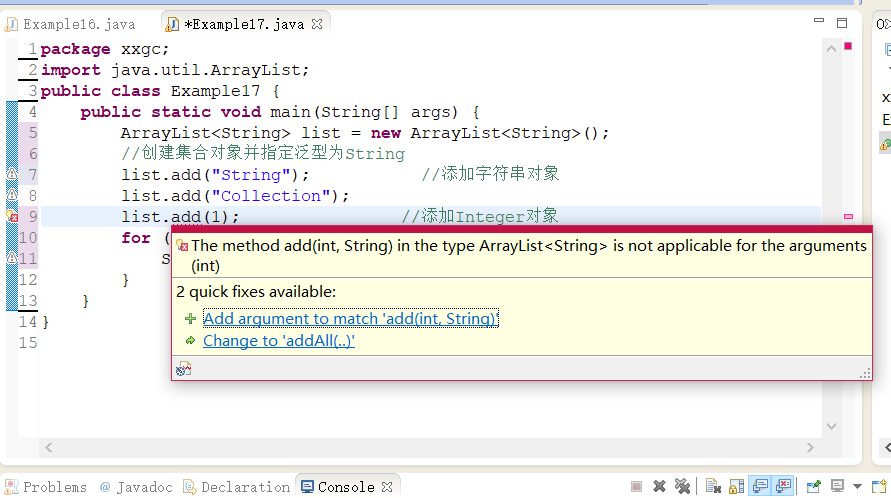 Example16.java
*Example17.java
1 package xxgc;
2 import java.util.ArrayList;
3 public class Example17 {
4 public static void main(String[] args) {
5 ArrayList<String> list = new ArrayList<String>();
6 //创建集合对象并指定泛型为String
7 list.add("String"); //添加字符串对象
8 list.add("Collection");
9 list.add(1); //添加Integer对象
10 for (
11 S
12 }
13 }
14 }
15
The method add(int, String) in the type ArrayList<String> is not applicable for the arguments
(int)
2 quick fixes available:
Add argument to match 'add(int, String)'
Change to 'addAll(..)'
Problems @ Javadoc Declaration Console